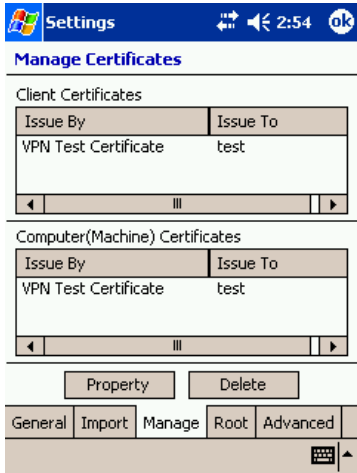 Settings 2:54 ok
Manage Certificates
Client Certificates
Issue By Issue To
VPN Test Certificate test
Computer(Machine) Certificates
Issue By Issue To
VPN Test Certificate test
Property Delete
General Import Manage Root Advanced